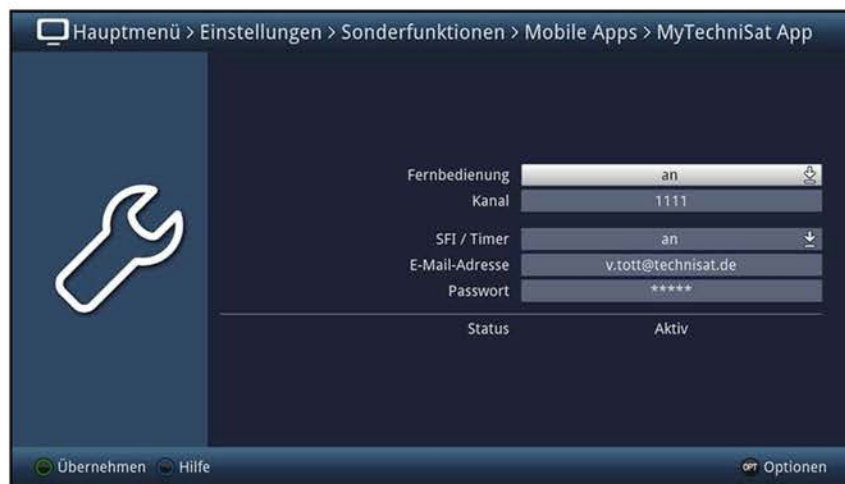 Hauptmenü > Einstellungen > Sonderfunktionen > Mobile Apps > MyTechniSat App
Fernbedienung an
Kanal 1111
SFI / Timer an
E-Mail-Adresse v.tott@technisat.de
Passwort *****
Status Aktiv
Übernehmen Hilfe OPT Optionen